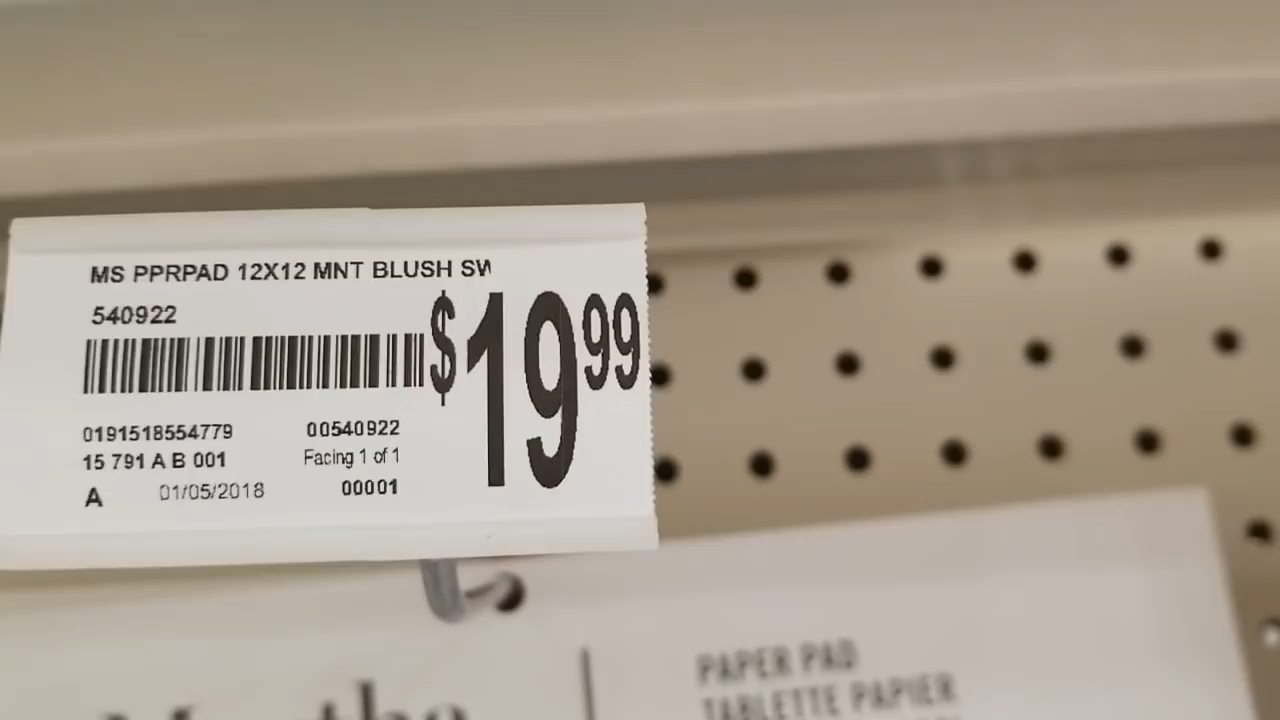 MS PPRPAD 12X12 MNT BLUSH SW
540922
$19.99
0191518554779 00540922
15 791 A B 001 Facing 1 of 1
A 01/05/2018 00001
PAPER PAD
TABLETTE PAPIER